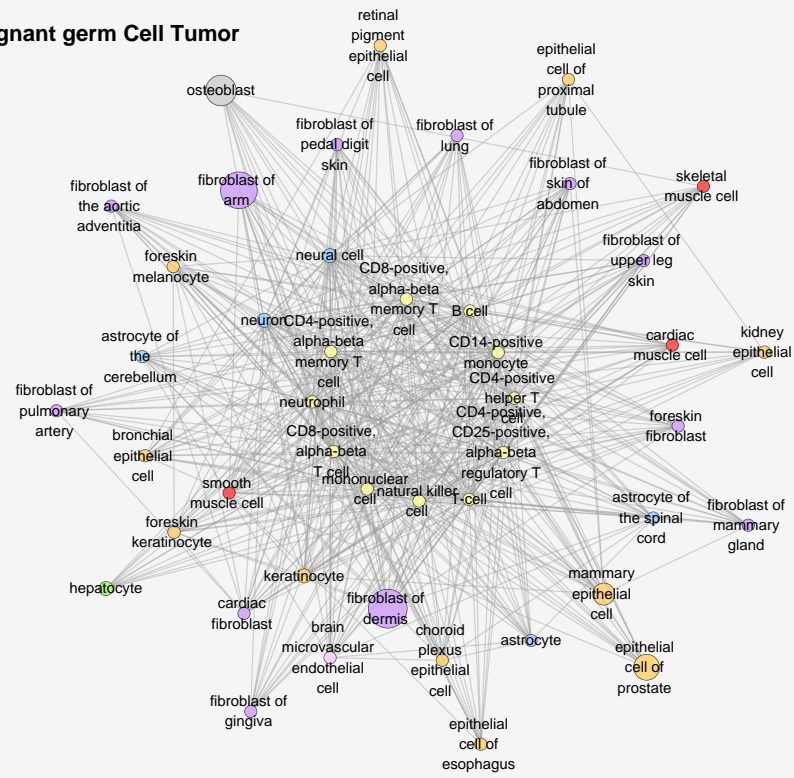 gnant germ Cell Tumor
retinal
pigment
epithelial
cell
epithelial
cell of
proximal
tubule
osteoblast
fibroblast of
pedal digit
skin
fibroblast of
lung
fibroblast of
arm
fibroblast of
skin of
abdomen
skeletal
muscle cell
fibroblast of
the aortic
adventitia
foreskin
melanocyte
neural cell
fibroblast of
upper leg
skin
CD8-positive,
alpha-beta
memory T
cell
B cell
neuron
CD4-positive,
alpha-beta
memory T
cell
CD14-positive
monocyte
cardiac
muscle cell
kidney
epithelial
cell
astrocyte of
the
cerebellum
CD4-positive
helper T
cell
neutrophil
CD4-positive,
CD25-positive,
alpha-beta
regulatory T
cell
fibroblast of
pulmonary
artery
foreskin
fibroblast
bronchial
epithelial
cell
CD8-positive,
alpha-beta
T cell
mononuclear
cell
natural killer
cell
T-cell
smooth
muscle cell
astrocyte of
the spinal
cord
fibroblast of
mammary
gland
foreskin
keratinocyte
hepatocyte
keratinocyte
mammary
epithelial
cell
cardiac
fibroblast
fibroblast of
dermis
brain
microvascular
endothelial
cell
choroid
plexus
epithelial
cell
astrocyte
epithelial
cell of
prostate
fibroblast of
gingiva
epithelial
cell of
esophagus